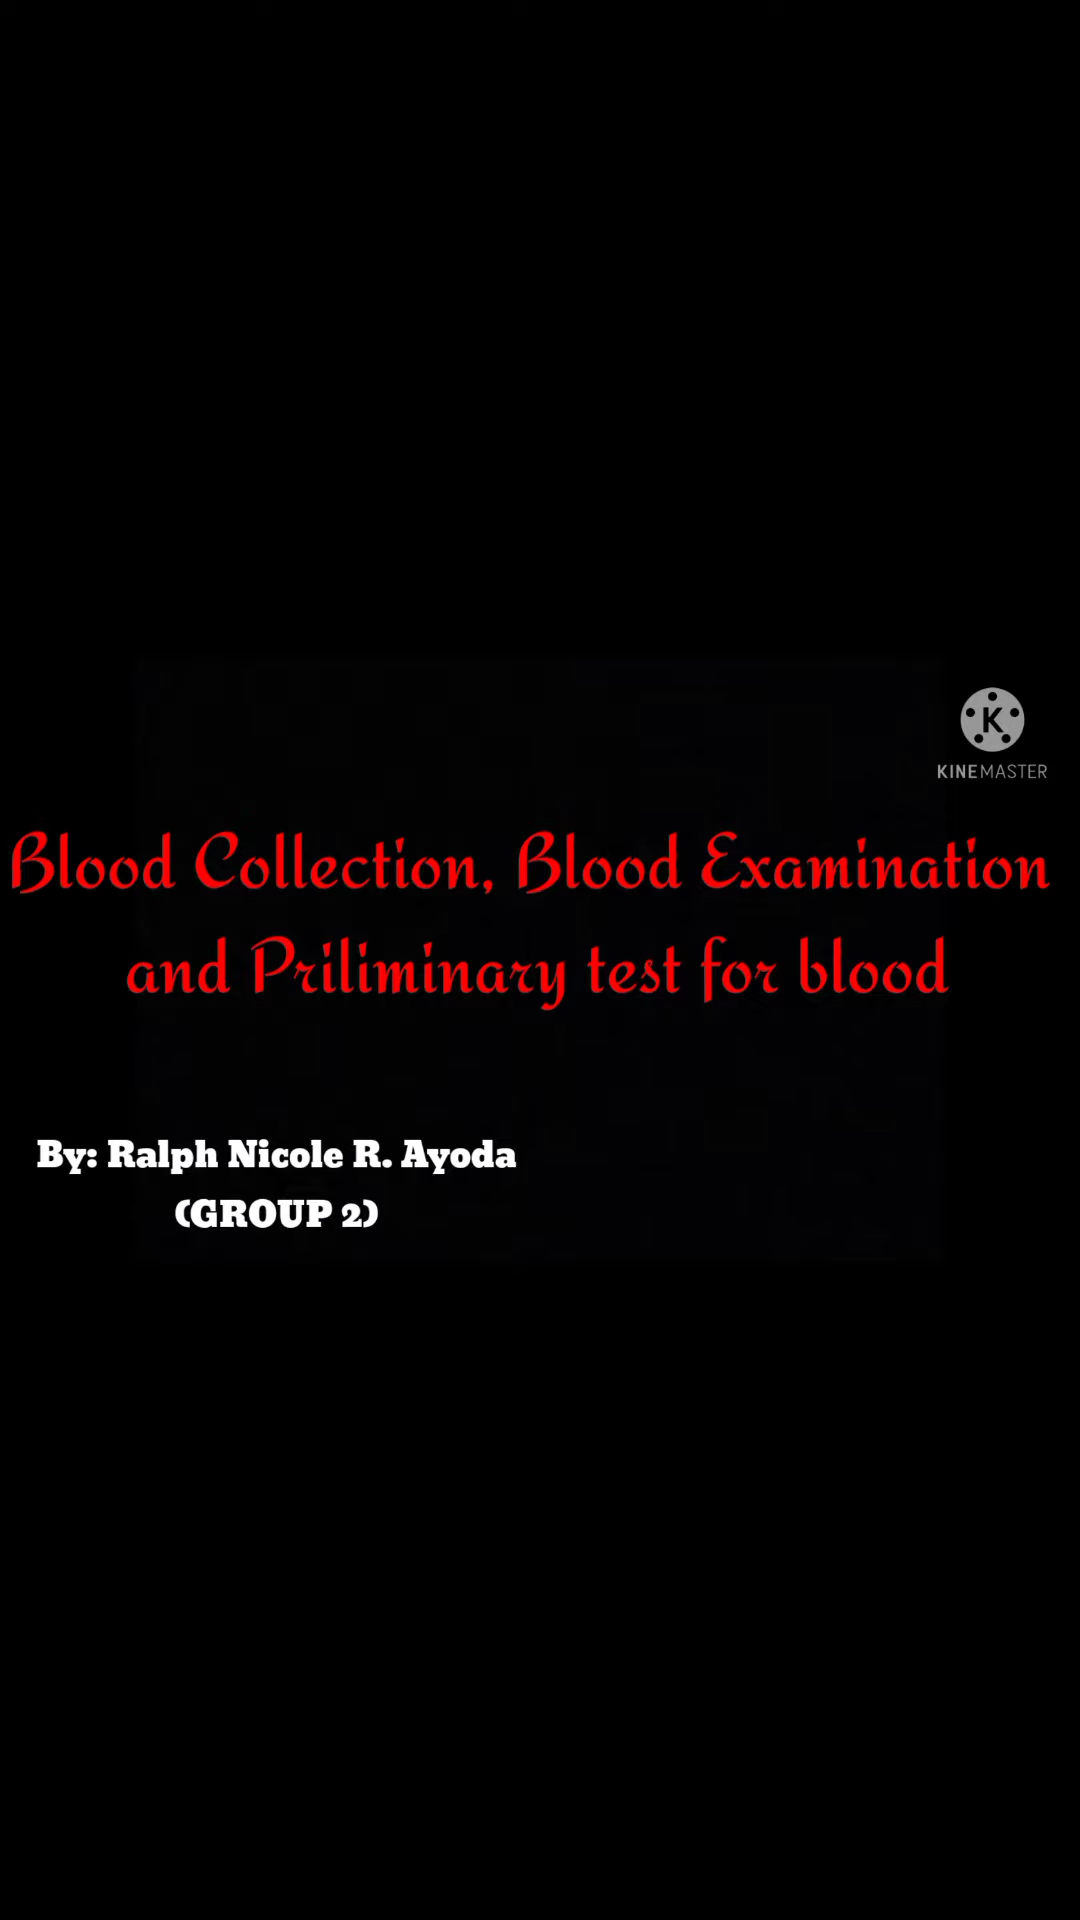 KINEMASTER
Blood Collection, Blood Examination
and Priliminary test for blood
By: Ralph Nicole R. Ayoda
(GROUP 2)